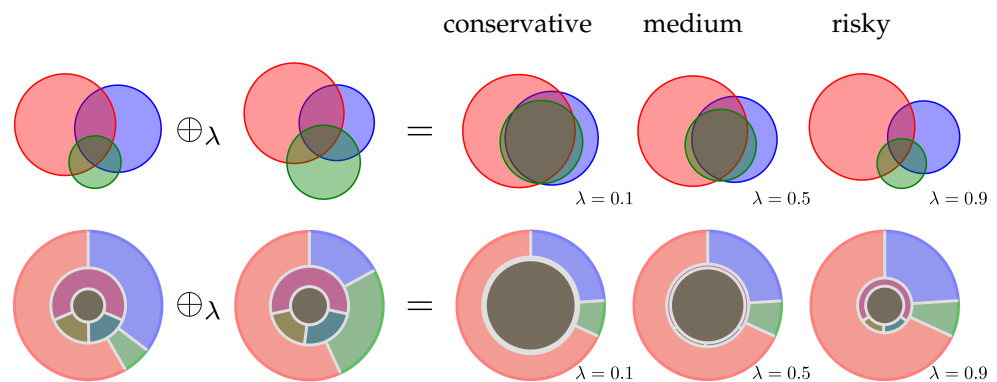 conservative medium risky
⊕λ =
λ = 0.1 λ = 0.5 λ = 0.9
⊕λ =
λ = 0.1 λ = 0.5 λ = 0.9